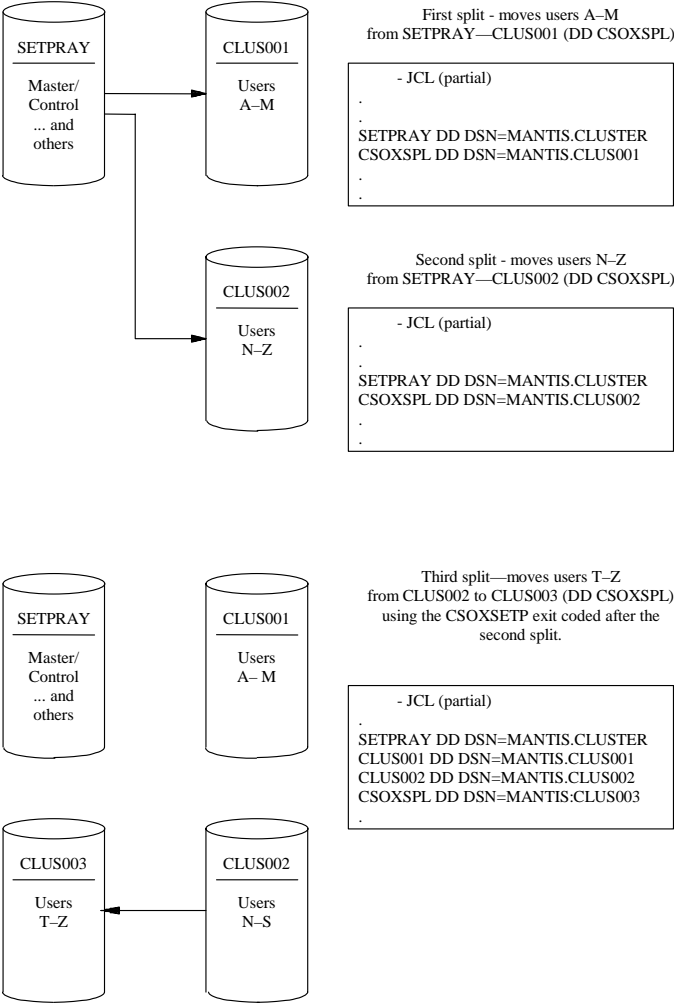 SETPRAY
Master/
Control
... and
others
CLUS001
Users
A–M
First split - moves users A–M
from SETPRAY—CLUS001 (DD CSOXSPL)
- JCL (partial)
.
.
SETPRAY DD DSN=MANTIS.CLUSTER
CSOXSPL DD DSN=MANTIS.CLUS001
.
.
CLUS002
Users
N–Z
Second split - moves users N–Z
from SETPRAY—CLUS002 (DD CSOXSPL)
- JCL (partial)
.
.
SETPRAY DD DSN=MANTIS.CLUSTER
CSOXSPL DD DSN=MANTIS.CLUS002
.
.
SETPRAY
Master/
Control
... and
others
CLUS001
Users
A– M
Third split—moves users T–Z
from CLUS002 to CLUS003 (DD CSOXSPL)
using the CSOXSETP exit coded after the
second split.
- JCL (partial)
.
SETPRAY DD DSN=MANTIS.CLUSTER
CLUS001 DD DSN=MANTIS.CLUS001
CLUS002 DD DSN=MANTIS.CLUS002
CSOXSPL DD DSN=MANTIS:CLUS003
.
CLUS003
Users
T–Z
CLUS002
Users
N–S